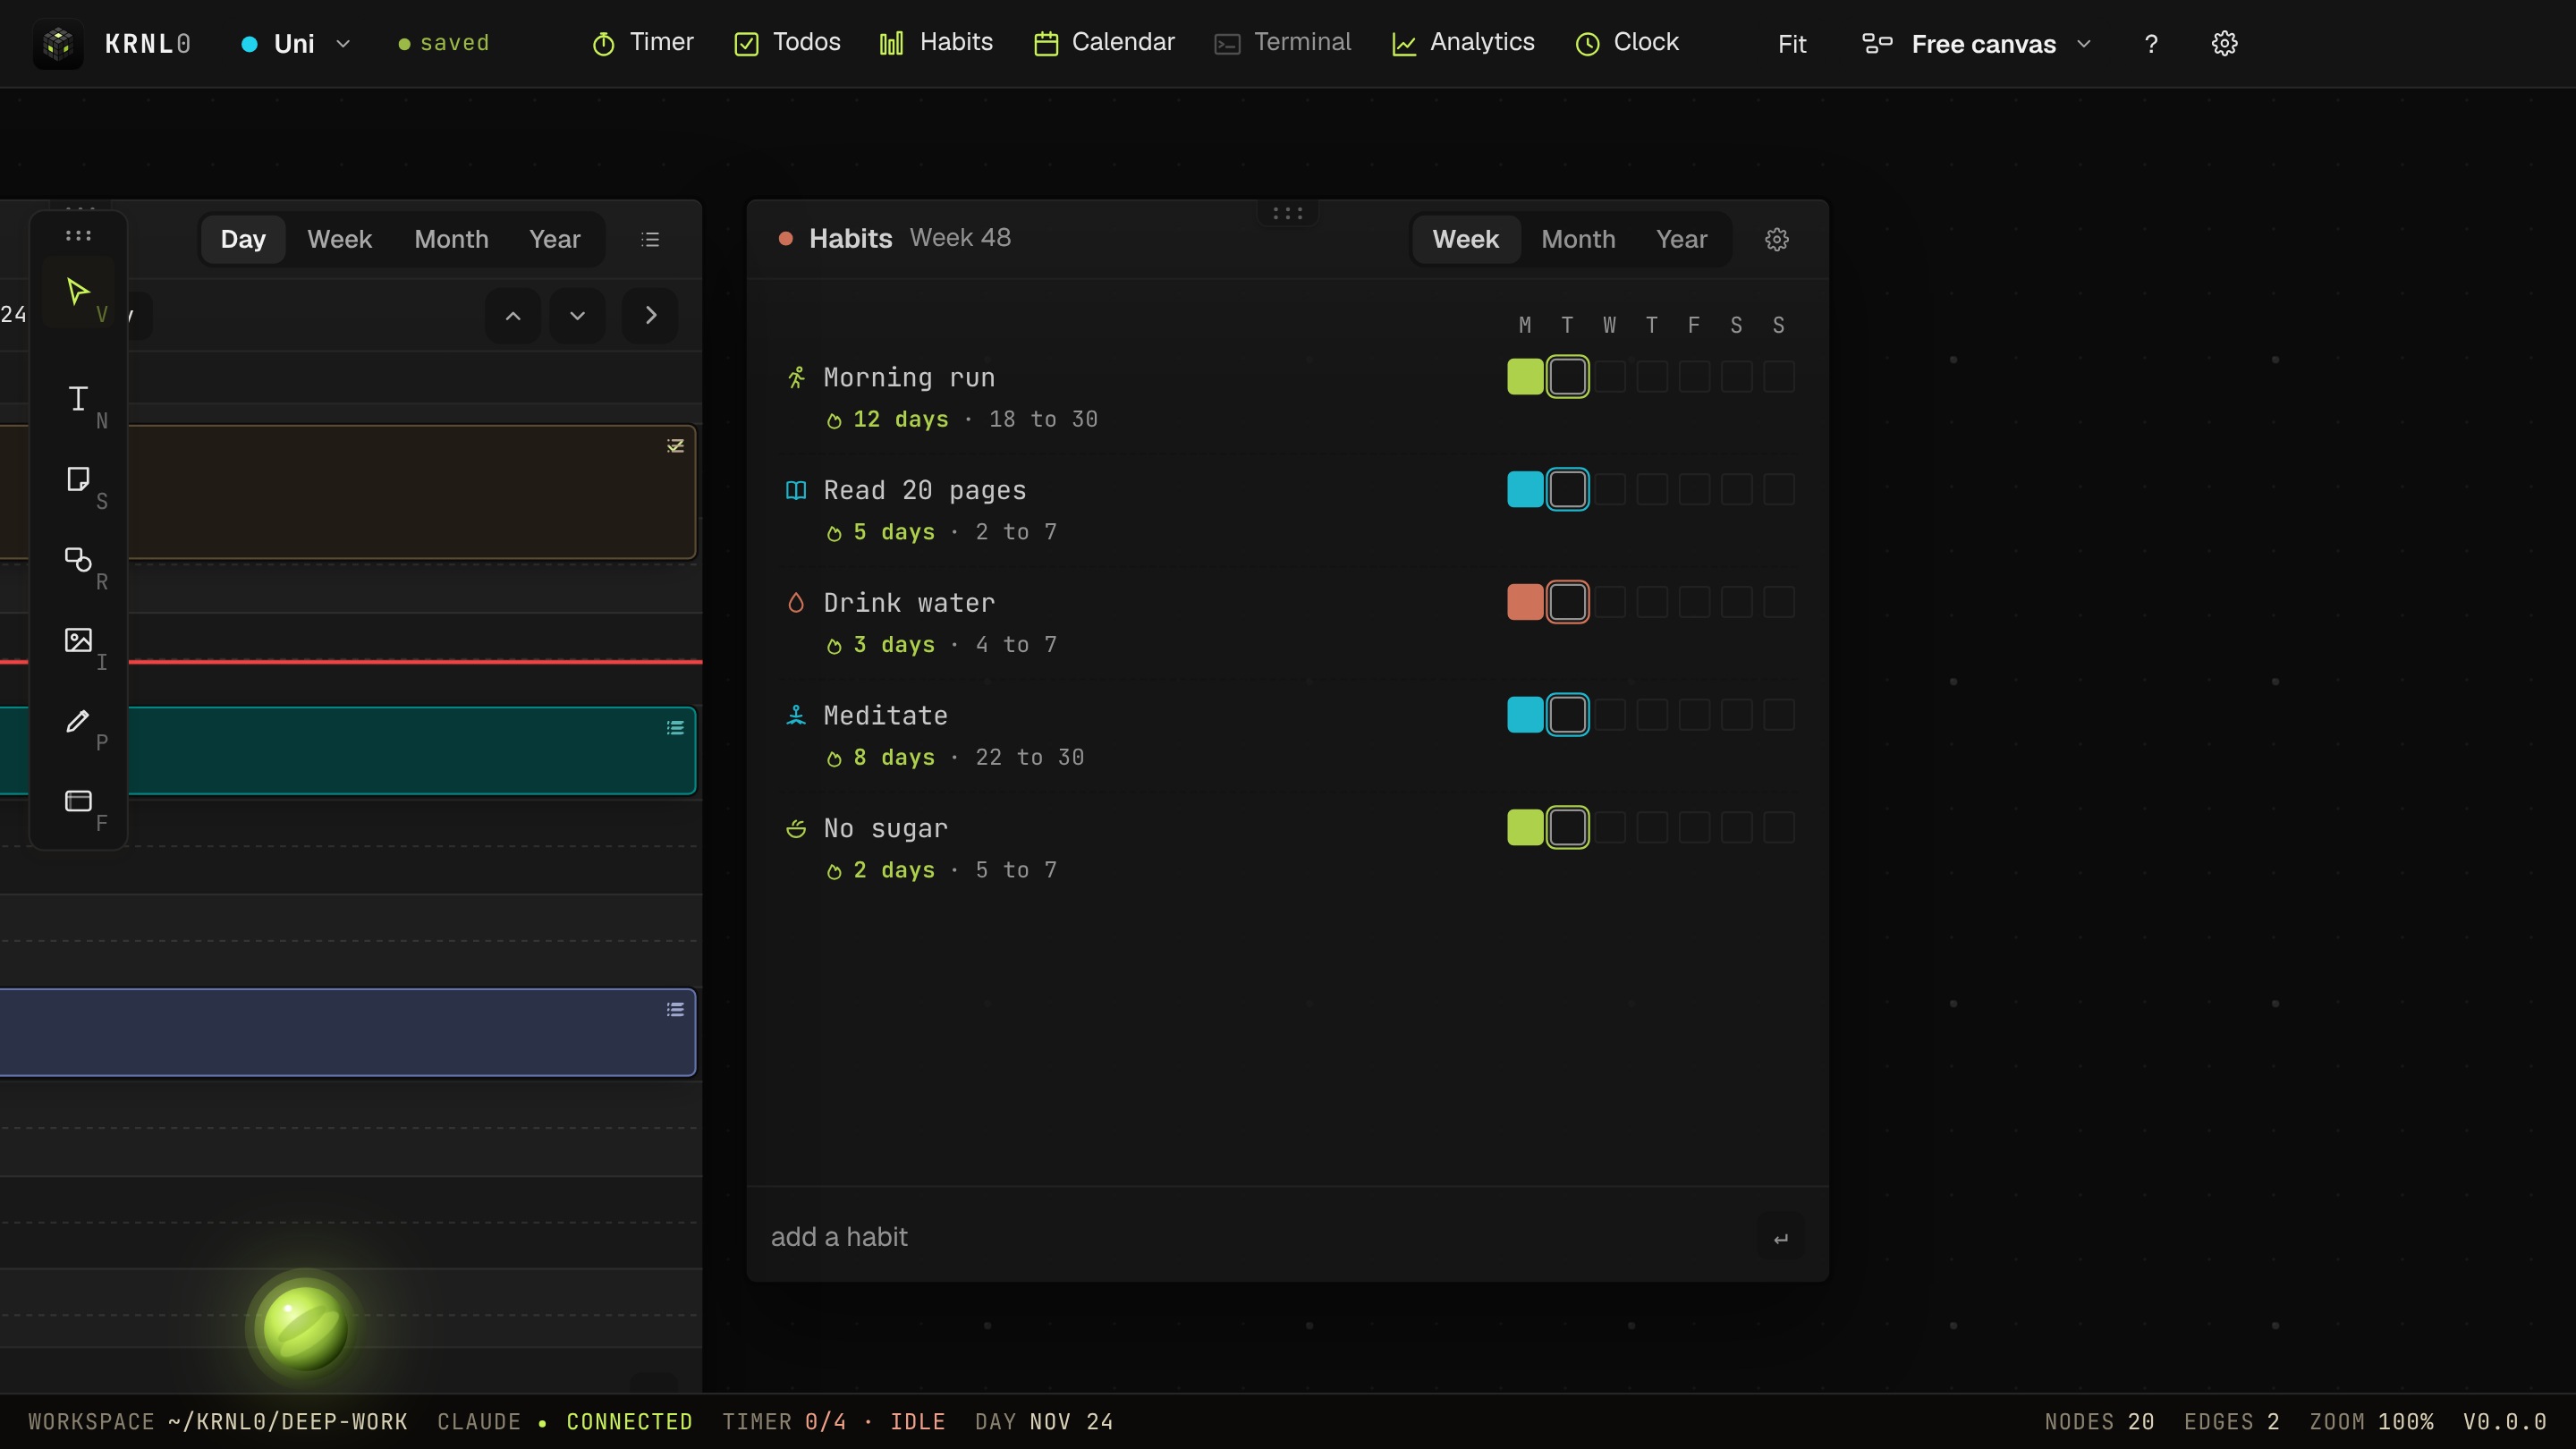 KRNL0 Uni saved Timer Todos Habits Calendar Terminal Analytics Clock Fit Free canvas ?
Day Week Month Year
Habits Week 48 Week Month Year
24
V
N
S
R
I
P
F
M T W T F S S
Morning run
12 days · 18 to 30
Read 20 pages
5 days · 2 to 7
Drink water
3 days · 4 to 7
Meditate
8 days · 22 to 30
No sugar
2 days · 5 to 7
add a habit
WORKSPACE ~/KRNL0/DEEP-WORK CLAUDE • CONNECTED TIMER 0/4 · IDLE DAY NOV 24 NODES 20 EDGES 2 ZOOM 100% V0.0.0